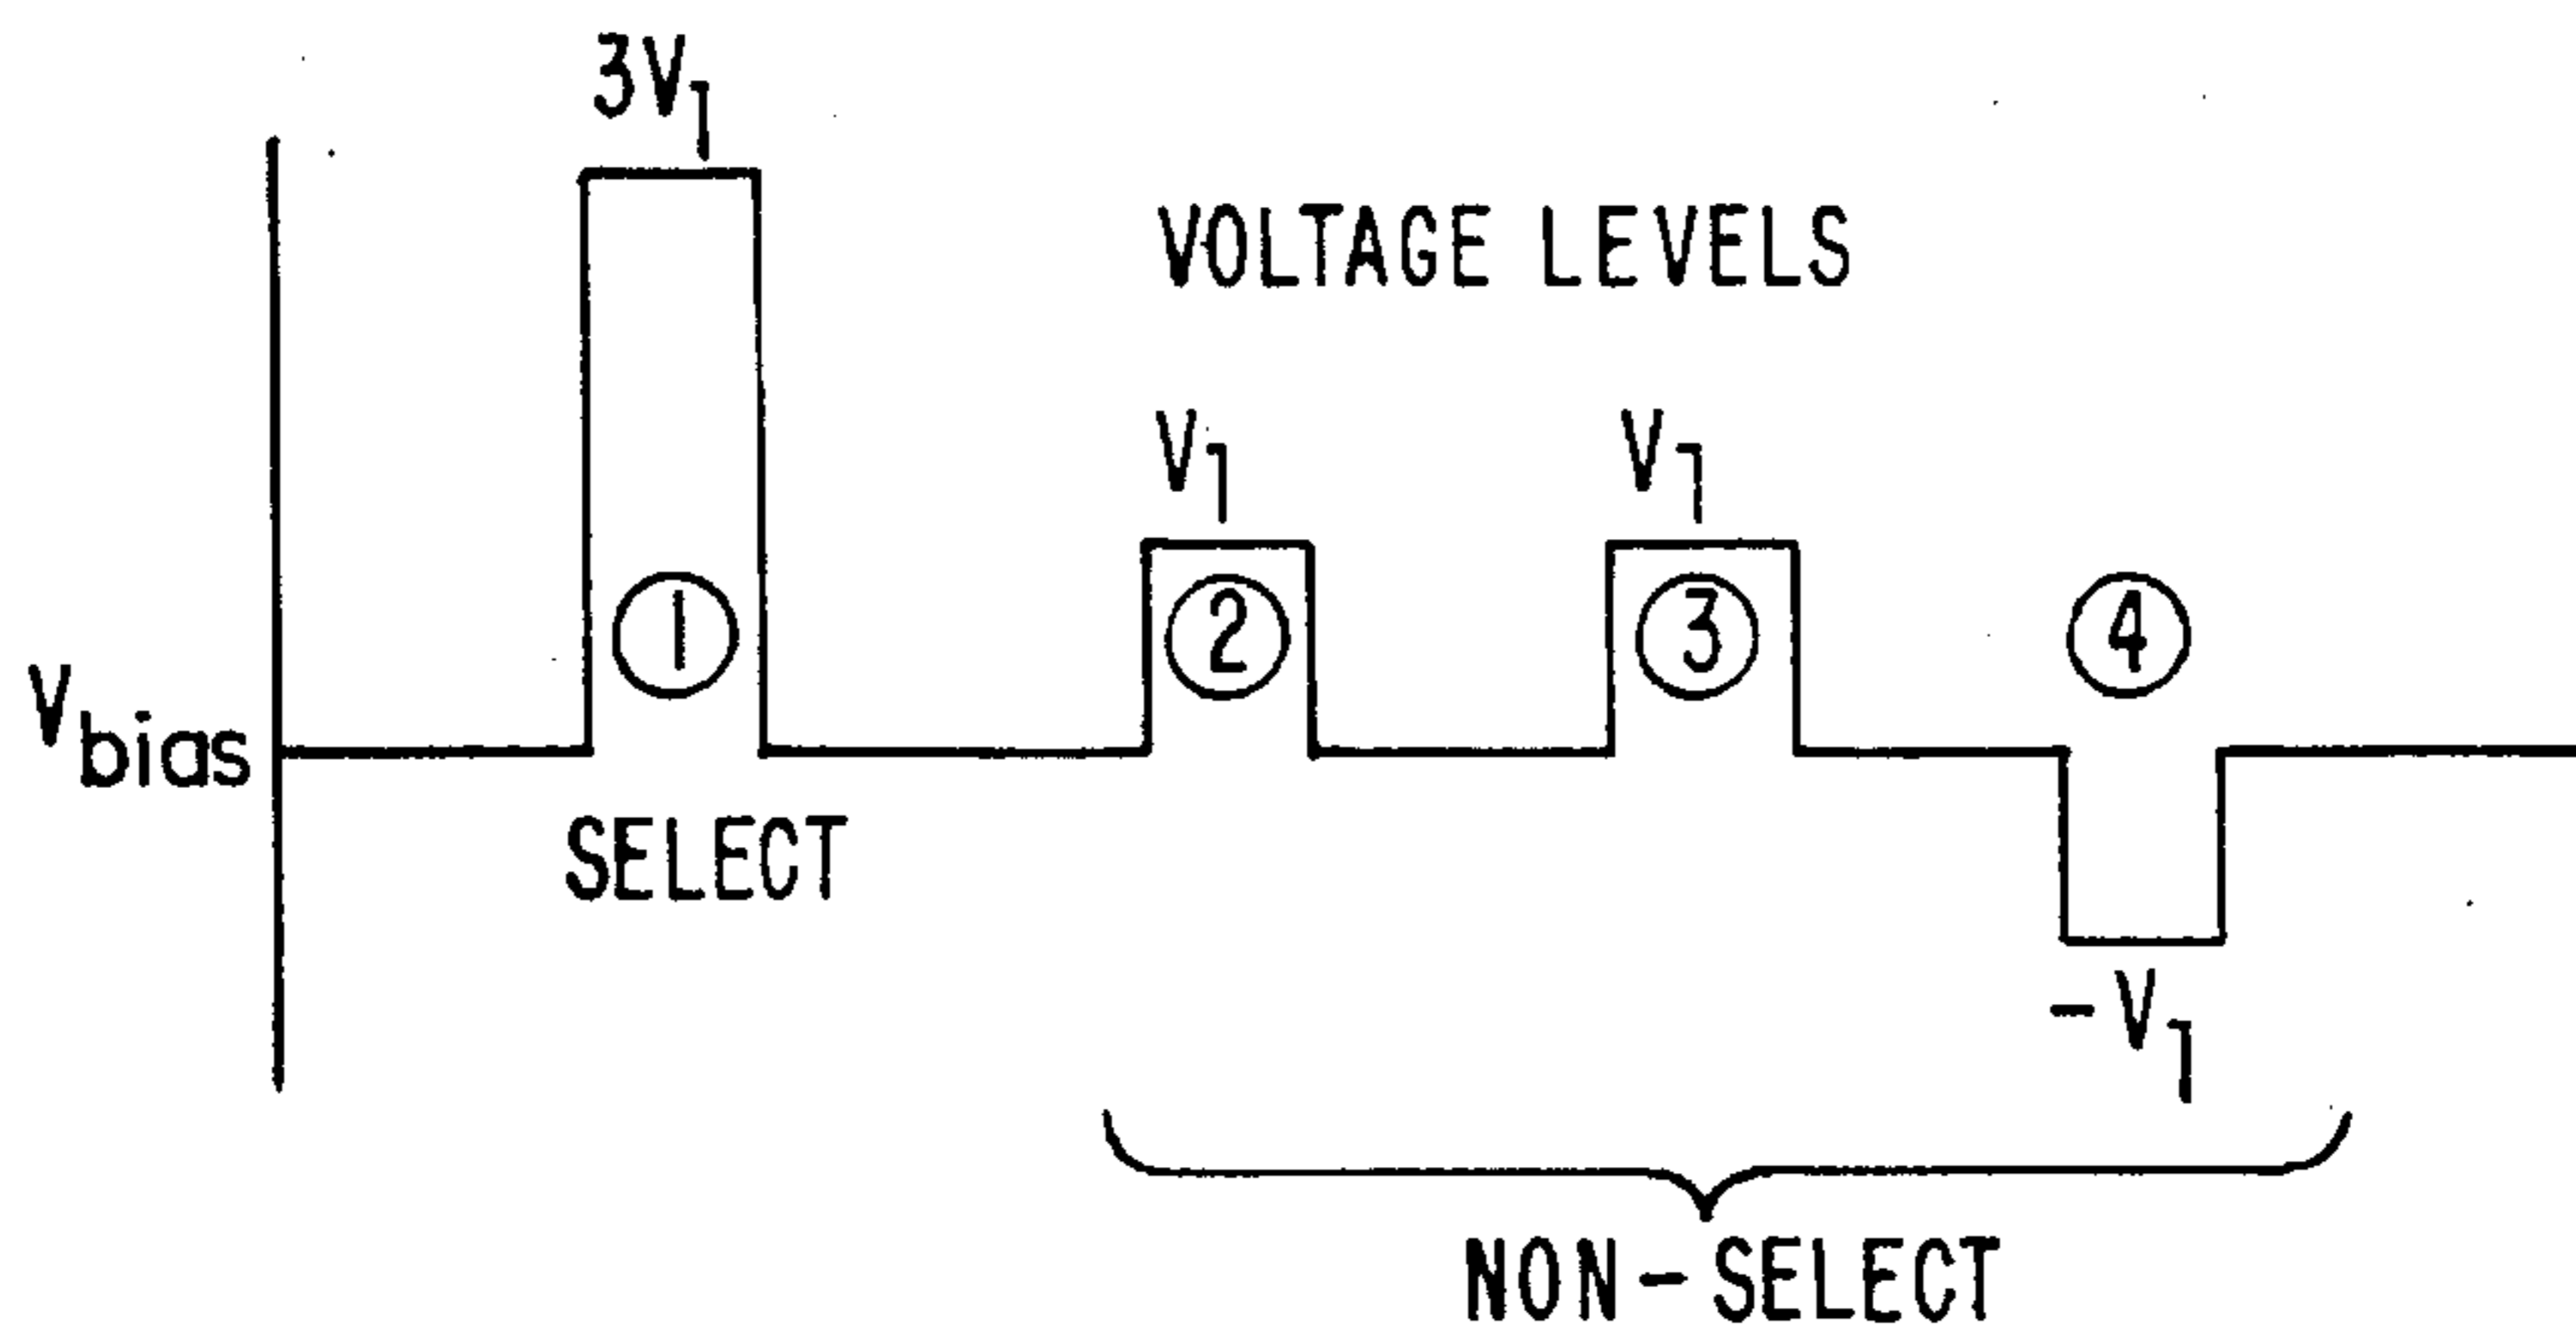 3V1
VOLTAGE LEVELS
V1
V1
1
2
3
4
Vbias
SELECT
-V1
NON-SELECT